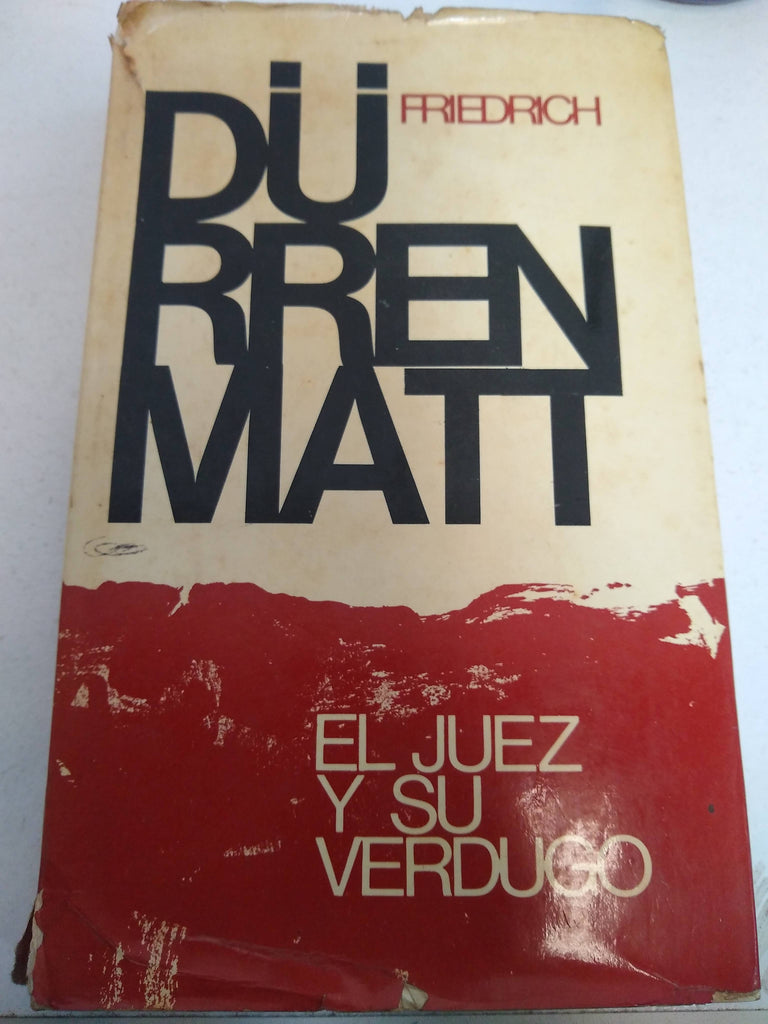 FRIEDRICH
DÜ
RREN
MATT
EL JUEZ
Y SU
VERDUGO